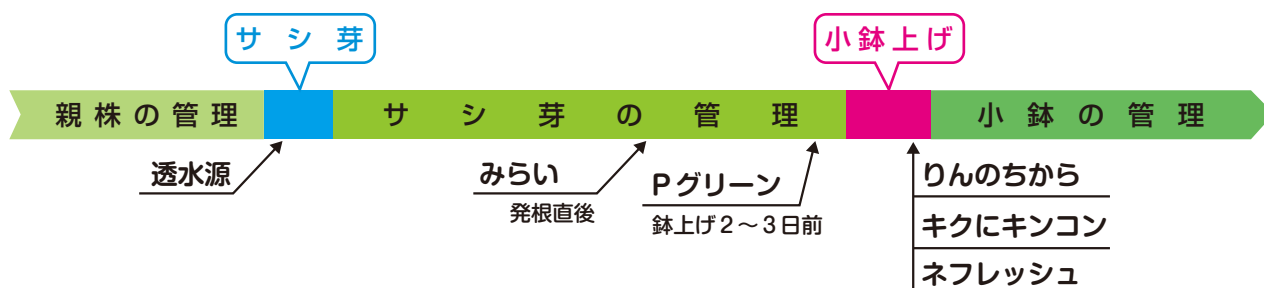 サシ芽
小鉢上げ
親株の管理
サシ芽の管理
小鉢の管理
透水源
みらい
発根直後
Pグリーン
鉢上げ2〜3日前
りんのちから
キクにキンコン
ネフレッシュ